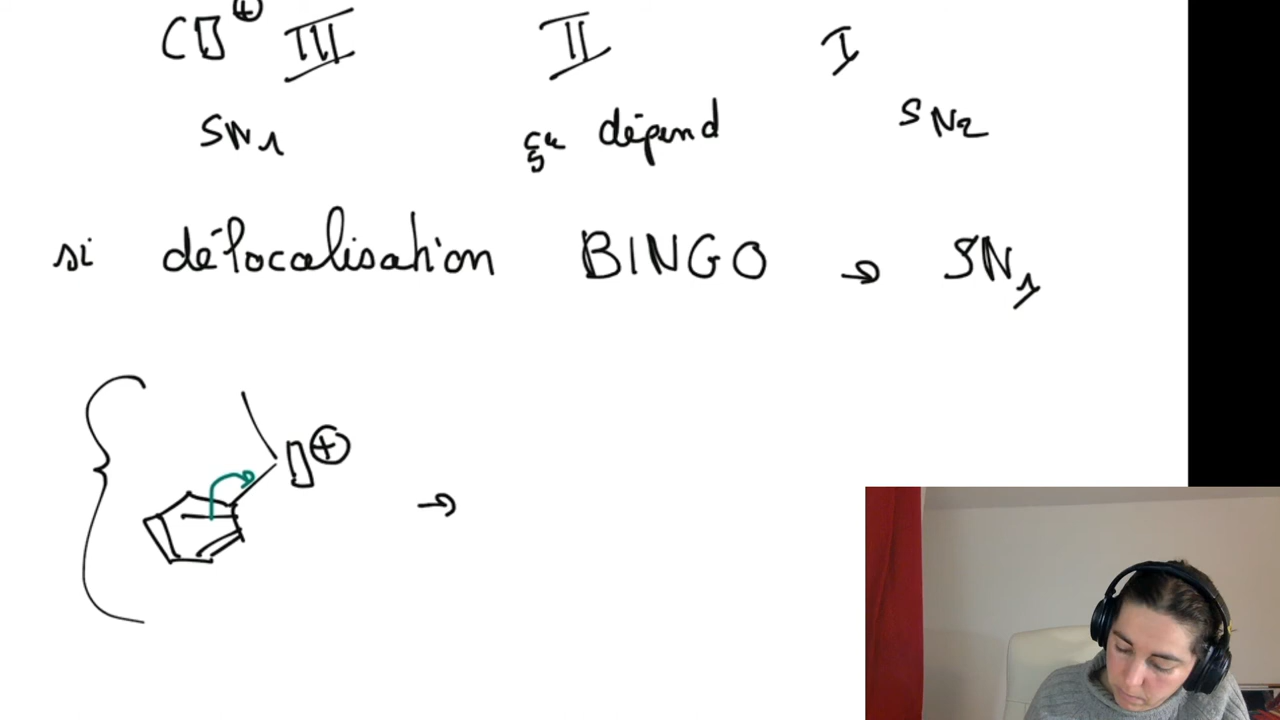 C▯⊕ III II I
SN1 ça dépend SN2
si délocalisation BINGO → SN1
▯⊕
→